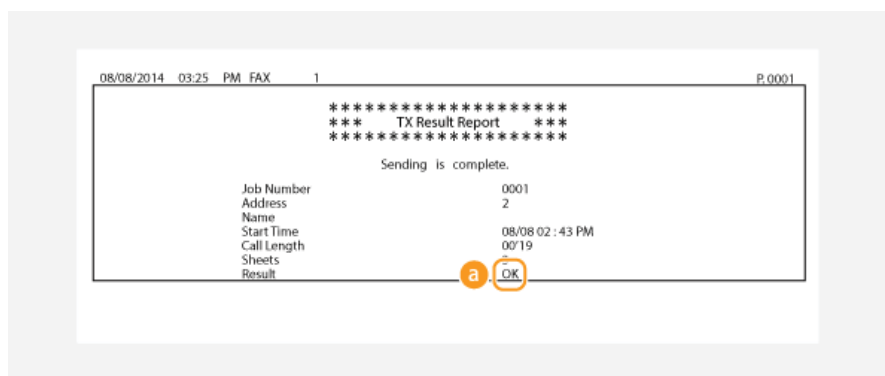 08/08/2014 03:25 PM FAX 1 P. 0001
********************
*** TX Result Report ***
********************
Sending is complete.
Job Number 0001
Address 2
Name
Start Time 08/08 02 : 43 PM
Call Length 00'19
Sheets
Result a OK